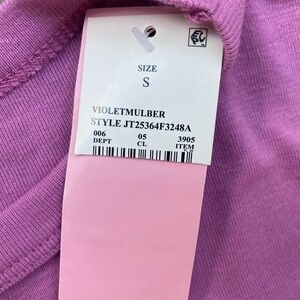 SIZE
S
VIOLETMULBER
STYLE JT25364F3248A
006 05 3905
DEPT CL ITEM